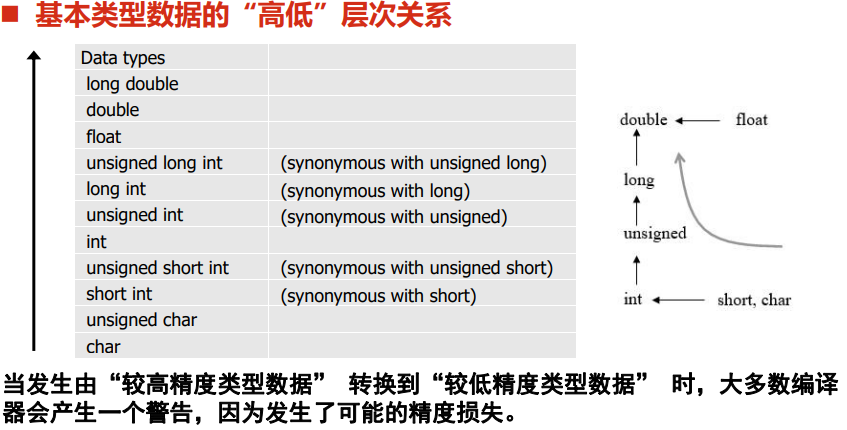 ■ 基本类型数据的“高低”层次关系
Data types
long double
double
float
unsigned long int (synonymous with unsigned long)
long int (synonymous with long)
unsigned int (synonymous with unsigned)
int
unsigned short int (synonymous with unsigned short)
short int (synonymous with short)
unsigned char
char
double float
long
unsigned
int short, char
当发生由“较高精度类型数据” 转换到“较低精度类型数据” 时，大多数编译
器会产生一个警告，因为发生了可能的精度损失。